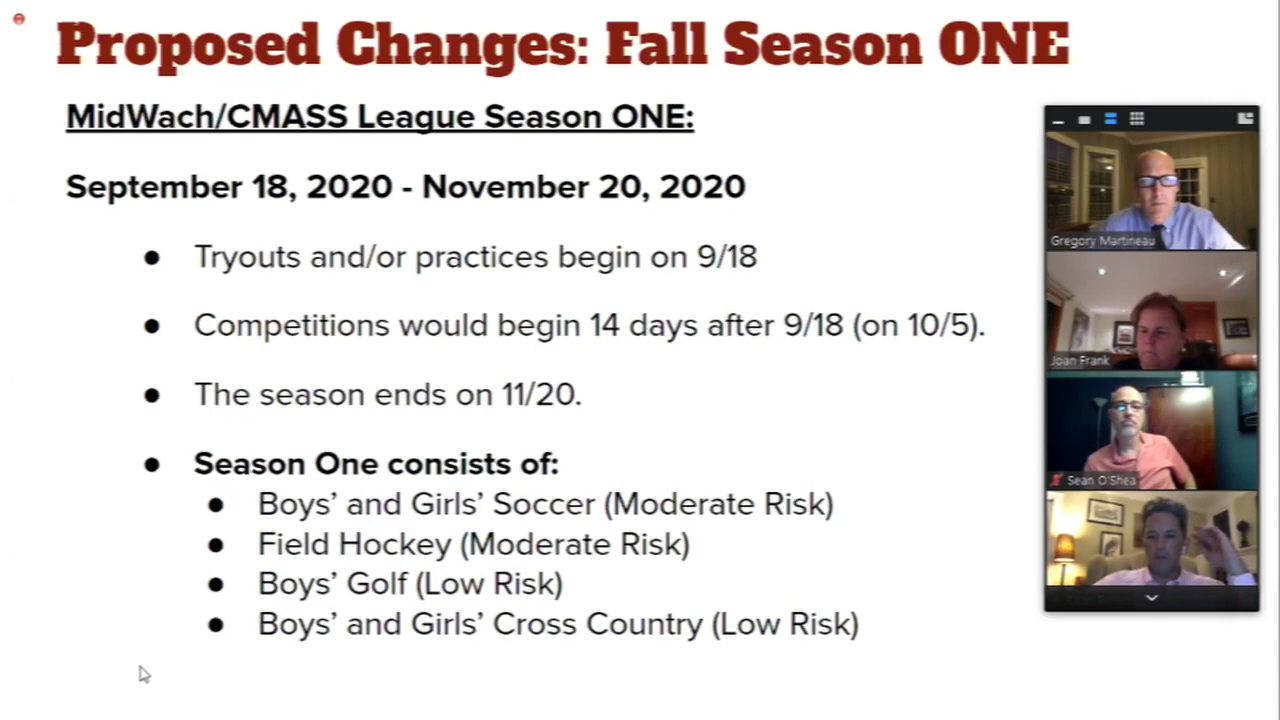 Proposed Changes: Fall Season ONE
MidWach/CMASS League Season ONE:
September 18, 2020 - November 20, 2020
● Tryouts and/or practices begin on 9/18
● Competitions would begin 14 days after 9/18 (on 10/5).
● The season ends on 11/20.
● Season One consists of:
● Boys’ and Girls’ Soccer (Moderate Risk)
● Field Hockey (Moderate Risk)
● Boys’ Golf (Low Risk)
● Boys’ and Girls’ Cross Country (Low Risk)
Gregory Martineau
Joan Frank
Sean O'Shea